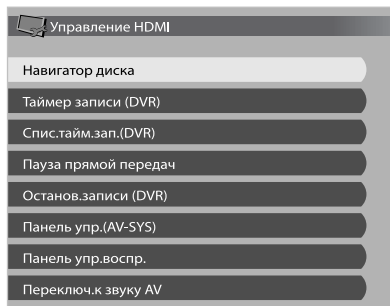 Управление HDMI
Навигатор диска
Таймер записи (DVR)
Спис.тайм.зап.(DVR)
Пауза прямой передач
Останов.записи (DVR)
Панель упр.(AV-SYS)
Панель упр.воспр.
Переключ.к звуку AV